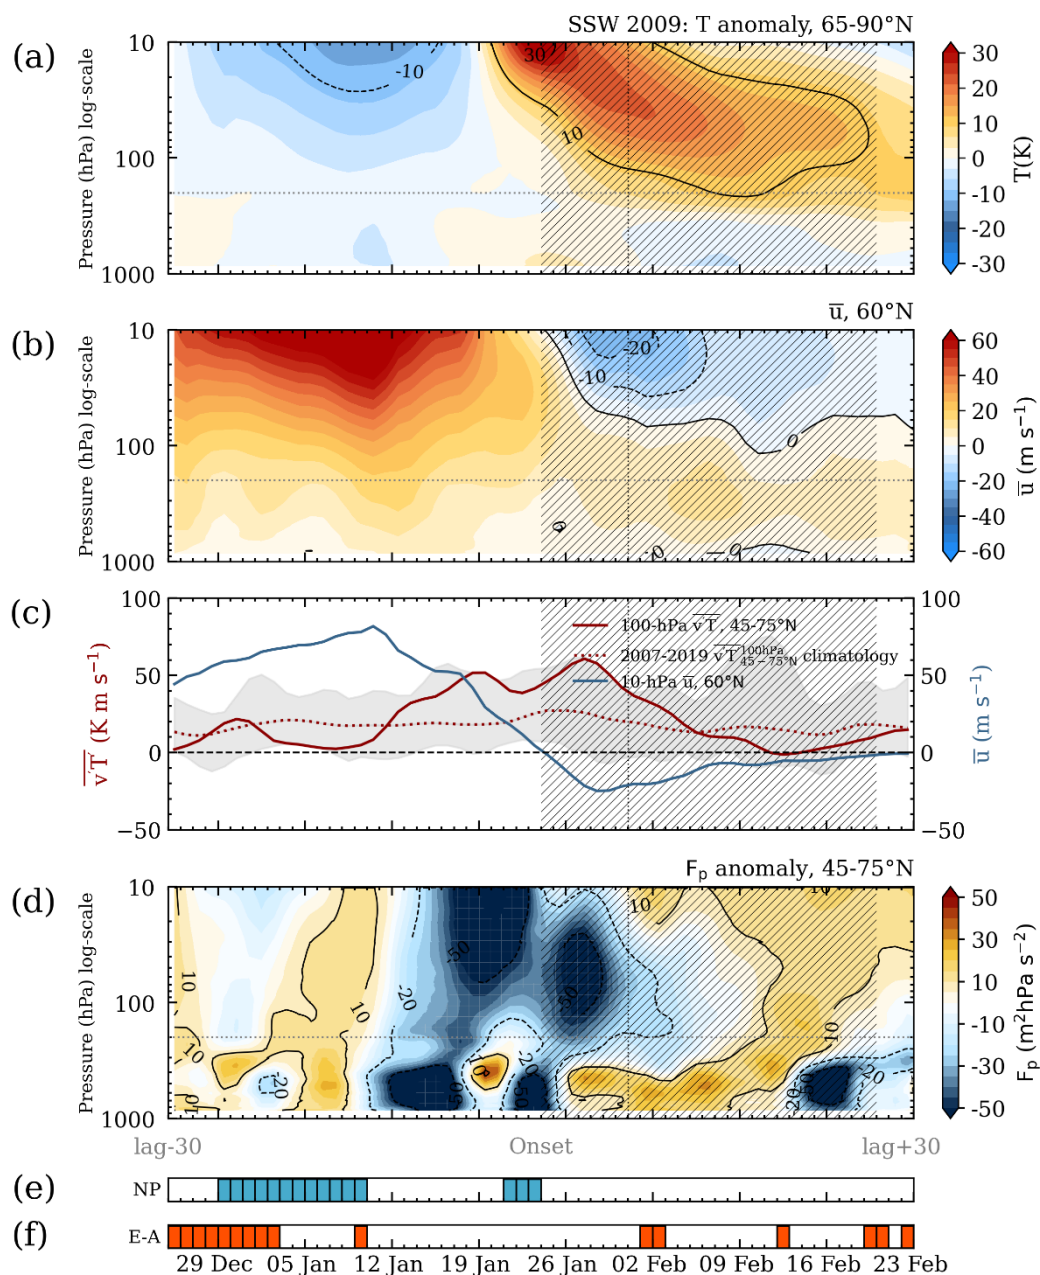 SSW 2009: T anomaly, 65-90°N
(a)
Pressure (hPa) log-scale
10
100
1000
-10
30
10
30
20
10
0
-10
-20
-30
T(K)
u̅, 60°N
(b)
Pressure (hPa) log-scale
10
100
1000
-20
-10
0
0
0
0
60
40
20
0
-20
-40
-60
u̅ (m s⁻¹)
(c)
v'T' (K m s⁻¹)
100
50
0
−50
100-hPa v'T', 45-75°N
2007-2019 v'T' 100hPa 45−75°N climatology
10-hPa u̅, 60°N
100
50
0
−50
u̅ (m s⁻¹)
Fₚ anomaly, 45-75°N
(d)
Pressure (hPa) log-scale
10
100
1000
10
-10
10
-20
10
-20
-50
-50
-50
0
-20
-50
10
10
10
-20
-50
-20
50
30
10
-10
-30
-50
Fₚ (m²hPa s⁻²)
lag-30
Onset
lag+30
(e)
NP
(f)
E-A
29 Dec
05 Jan
12 Jan
19 Jan
26 Jan
02 Feb
09 Feb
16 Feb
23 Feb